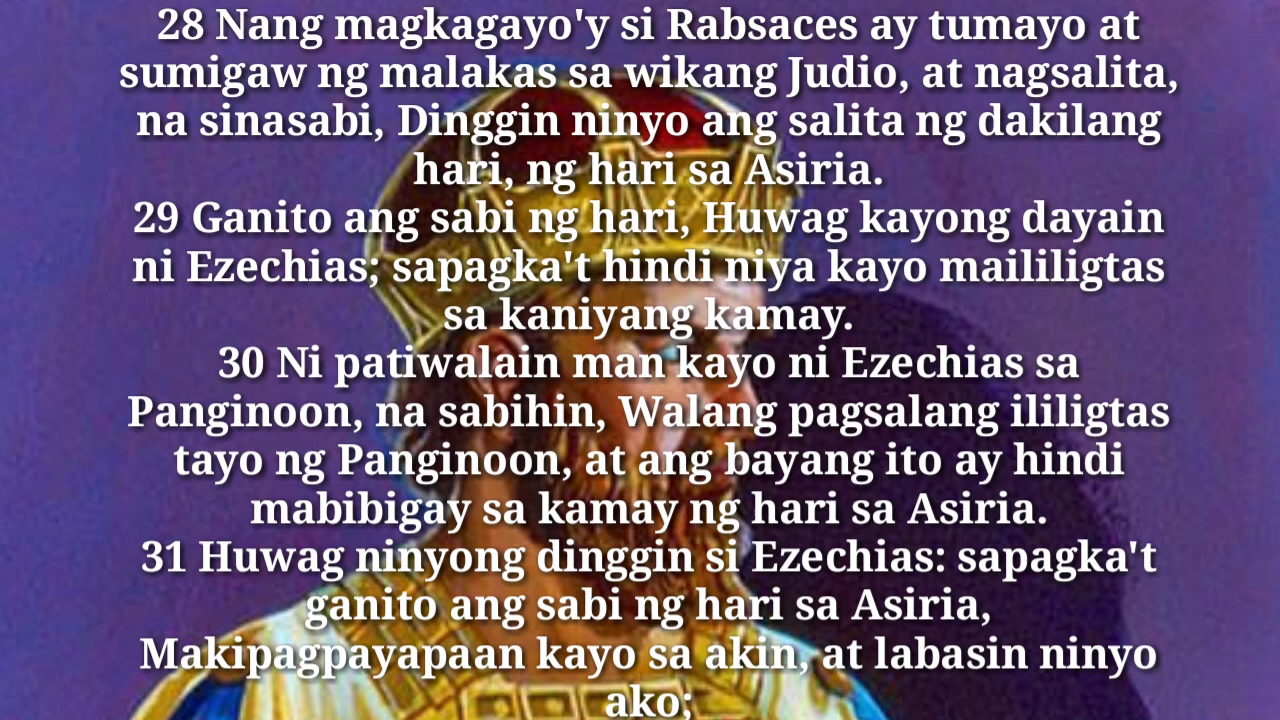 28 Nang magkagayo'y si Rabsaces ay tumayo at
sumigaw ng malakas sa wikang Judio, at nagsalita,
na sinasabi, Dinggin ninyo ang salita ng dakilang
hari, ng hari sa Asiria.
29 Ganito ang sabi ng hari, Huwag kayong dayain
ni Ezechias; sapagka't hindi niya kayo maililigtas
sa kaniyang kamay.
30 Ni patiwalain man kayo ni Ezechias sa
Panginoon, na sabihin, Walang pagsalang ililigtas
tayo ng Panginoon, at ang bayang ito ay hindi
mabibigay sa kamay ng hari sa Asiria.
31 Huwag ninyong dinggin si Ezechias: sapagka't
ganito ang sabi ng hari sa Asiria,
Makipagpayapaan kayo sa akin, at labasin ninyo
ako;